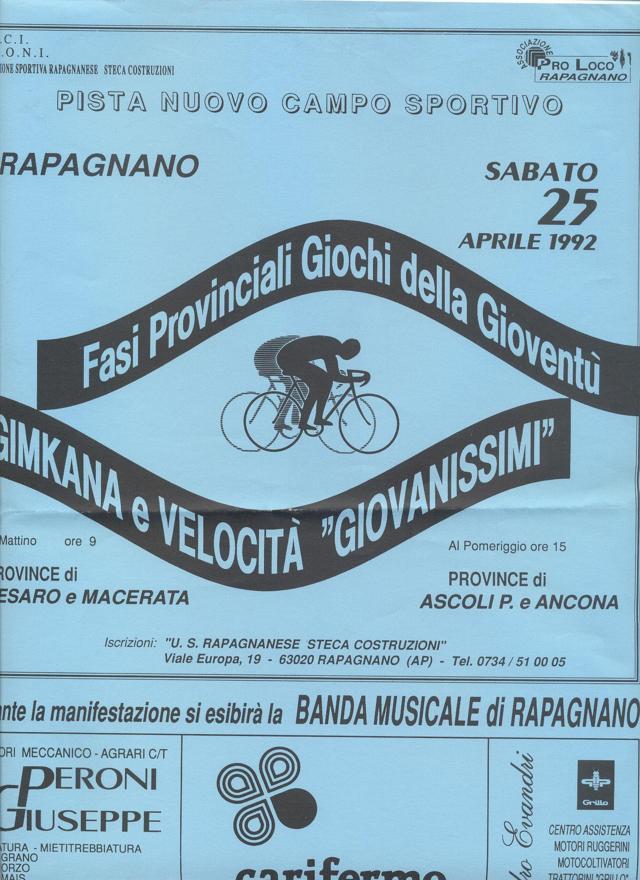 .C.I.
.O.N.I.
IONE SPORTIVA RAPAGNANESE STECA COSTRUZIONI
ASSOCIAZIONE
PRO LOCO
RAPAGNANO
PISTA NUOVO CAMPO SPORTIVO
RAPAGNANO
SABATO
25
APRILE 1992
Fasi Provinciali Giochi della Gioventù
GIMKANA e VELOCITÀ "GIOVANISSIMI"
Mattino ore 9
ROVINCE di
ESARO e MACERATA
Al Pomeriggio ore 15
PROVINCE di
ASCOLI P. e ANCONA
Iscrizioni: "U. S. RAPAGNANESE STECA COSTRUZIONI"
Viale Europa, 19 - 63020 RAPAGNANO (AP) - Tel. 0734 / 51 00 05
ante la manifestazione si esibirà la BANDA MUSICALE di RAPAGNANO
ORI MECCANICO - AGRARI C/T
PERONI
GIUSEPPE
ATURA - MIETITREBBIATURA
GRANO
ORZO
MAIS
carifermo
dro Evandri
Grillo
CENTRO ASSISTENZA
MOTORI RUGGERINI
MOTOCOLTIVATORI
TRATTORINI "GRILLO"